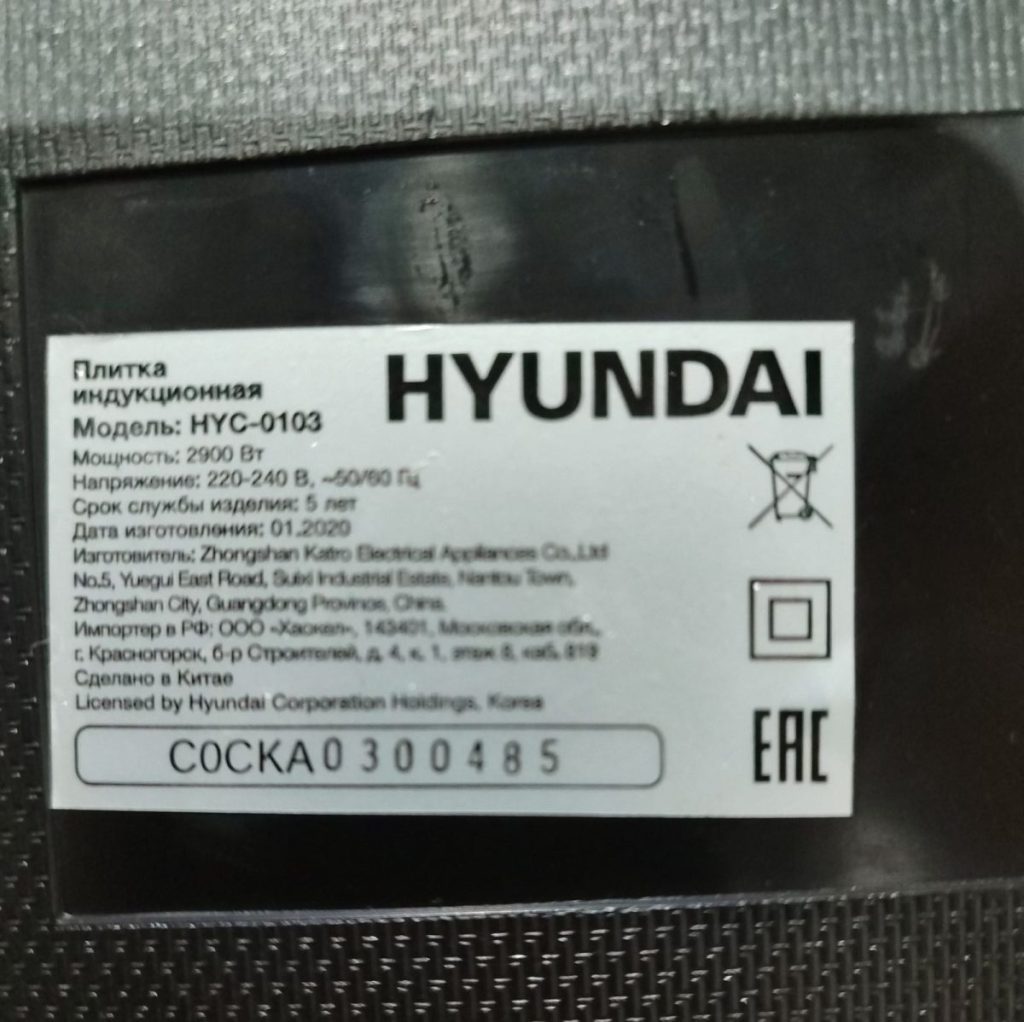 HYUNDAI
Плитка
индукционная
Модель: HYC-0103
Мощность: 2900 Вт
Напряжение: 220-240 В, ~50/60 Гц
Срок службы изделия: 5 лет
Дата изготовления: 01.2020
Изготовитель: Zhongshan Katro Electrical Appliances Co.,Ltd
No.5, Yuegui East Road, Suixi Industrial Estate, Nantou Town,
Zhongshan City, Guangdong Province, China.
Импортер в РФ: ООО «Хаскел», 143401, Московская обл.,
г. Красногорск, б-р Строителей, д. 4, к. 1, этаж 8, каб. 819
Сделано в Китае
Licensed by Hyundai Corporation Holdings, Korea
C0CKA0300485
EAC